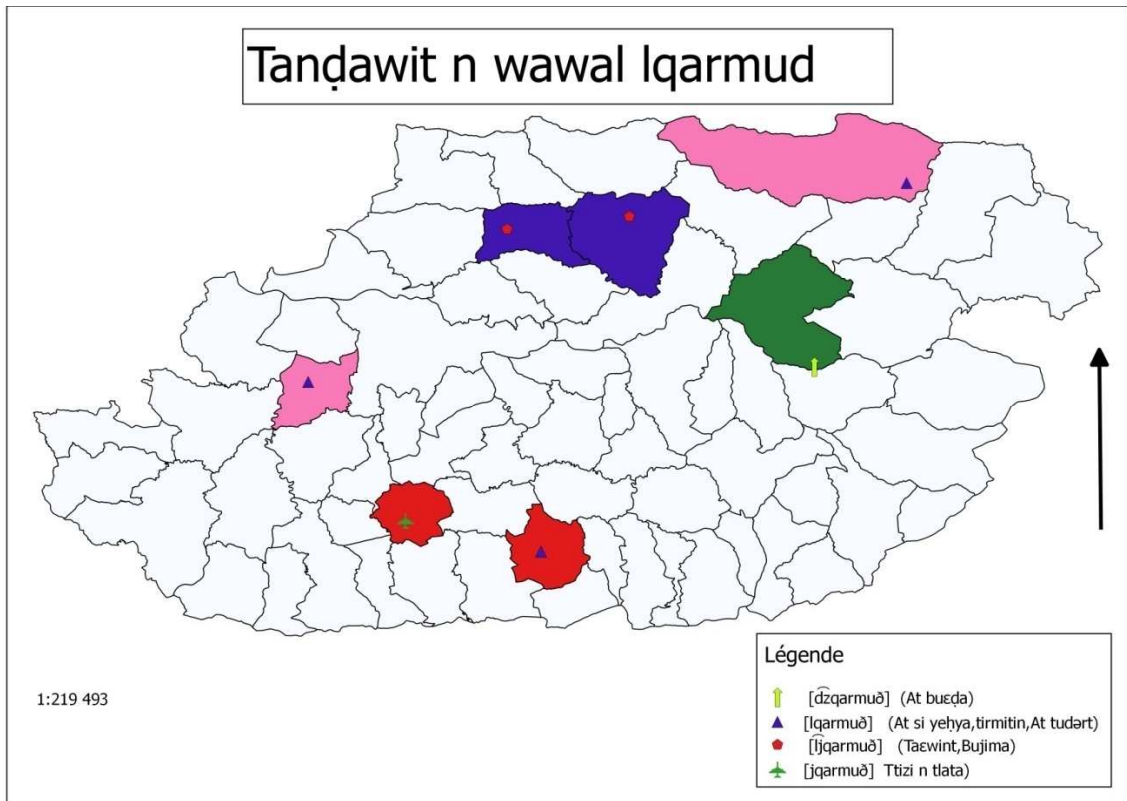 Tanḍawit n wawal lqarmud
1:219 493
Légende
[d͡zqarmuð] (At buɛḍa)
[lqarmuð] (At si yeḥya,tirmitin,At tudərt)
[l͡jqarmuð] (Taɛwint,Bujima)
[jqarmuð] Ttizi n tlata)